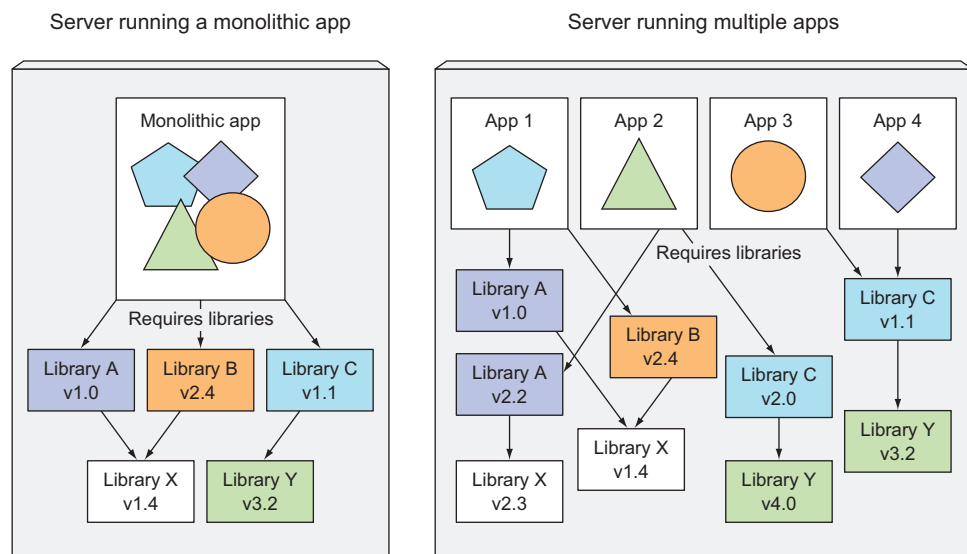 Server running a monolithic app
Monolithic app
Requires libraries
Library A
v1.0
Library B
v2.4
Library C
v1.1
Library X
v1.4
Library Y
v3.2
Server running multiple apps
App 1
App 2
App 3
App 4
Requires libraries
Library A
v1.0
Library B
v2.4
Library C
v1.1
Library A
v2.2
Library C
v2.0
Library X
v2.3
Library X
v1.4
Library Y
v4.0
Library Y
v3.2